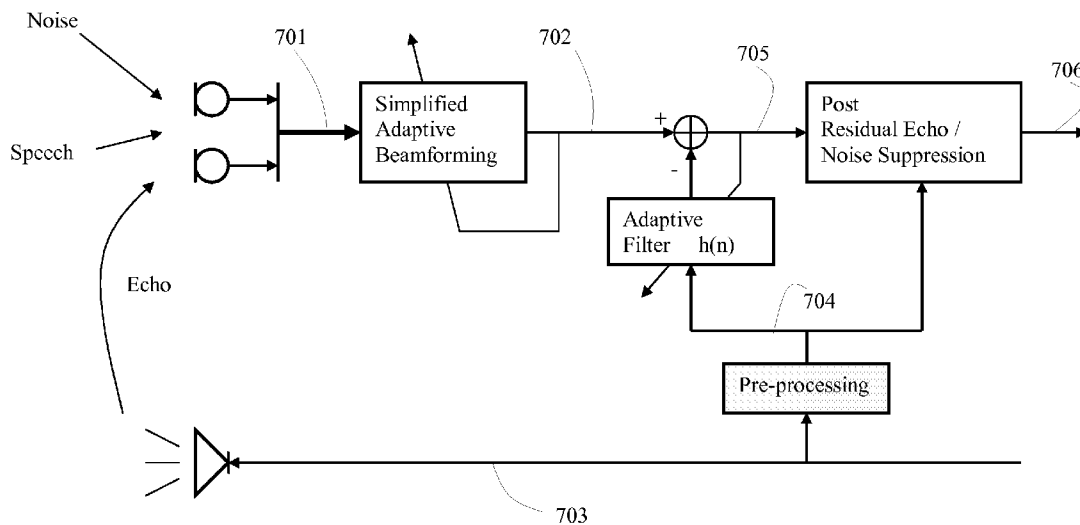 Noise
701
702
705
706
Simplified
Adaptive
Beamforming
+
Post
Residual Echo /
Noise Suppression
Speech
-
Adaptive
Filter h(n)
Echo
704
Pre-processing
703